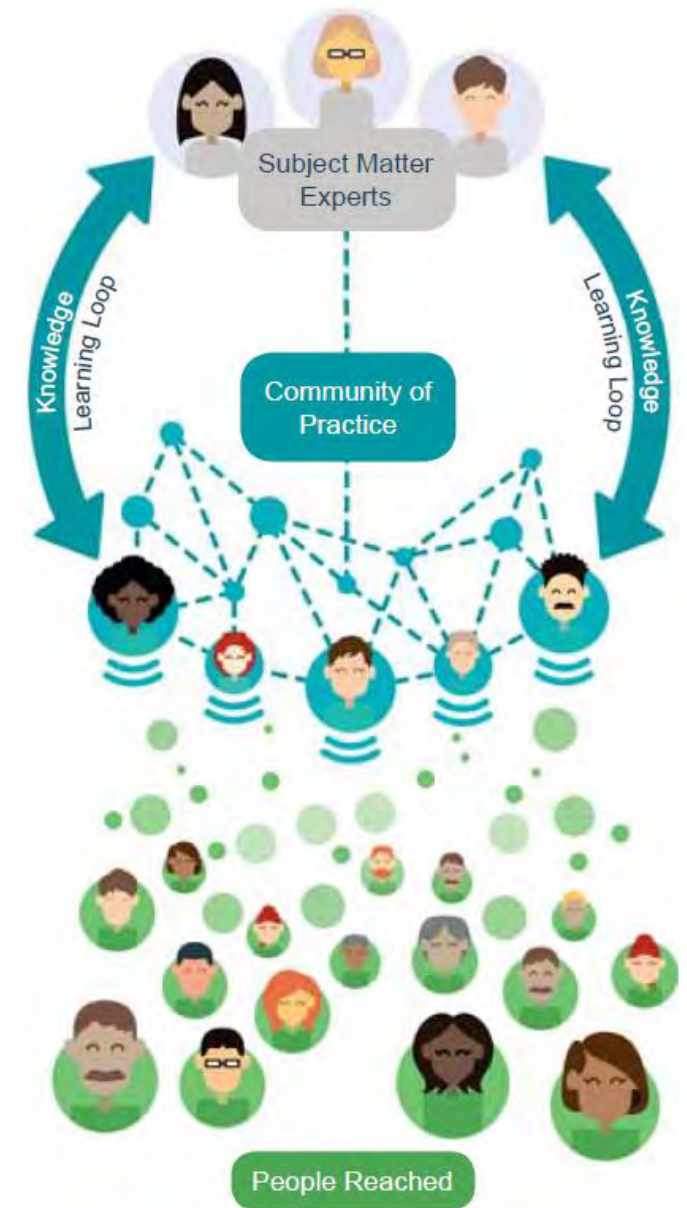 Subject Matter
Experts
Knowledge
Learning Loop
Knowledge
Learning Loop
Community of
Practice
People Reached